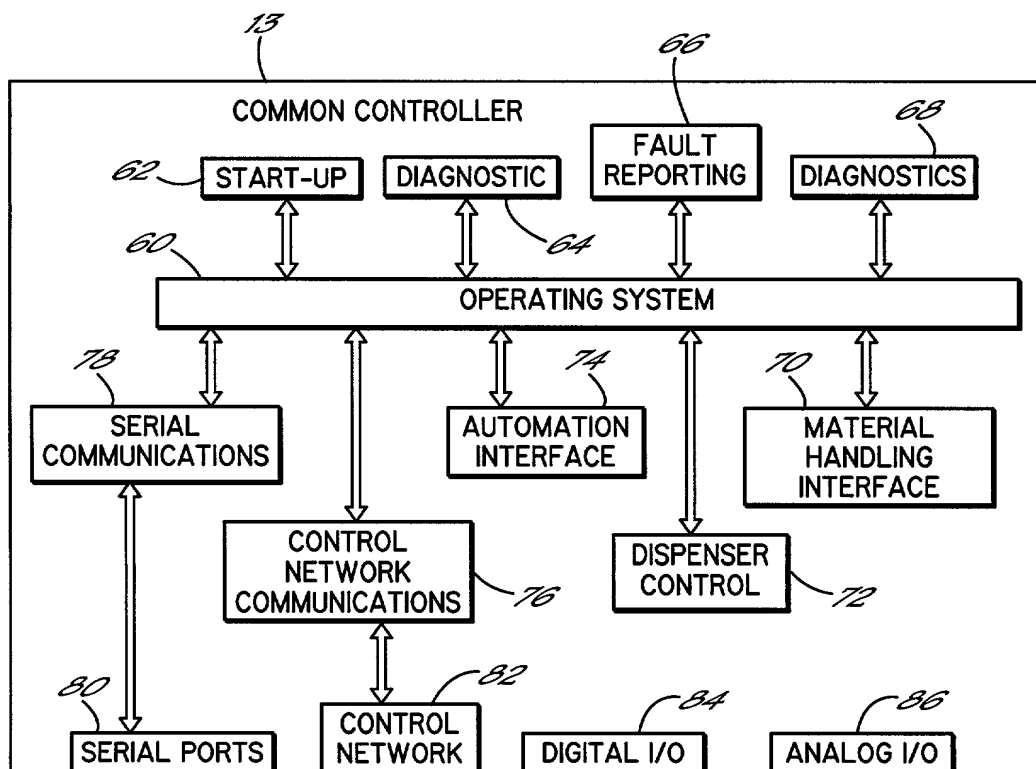 13
COMMON CONTROLLER
66
68
62
START-UP
DIAGNOSTIC
FAULT
REPORTING
DIAGNOSTICS
64
60
OPERATING SYSTEM
78
SERIAL
COMMUNICATIONS
74
AUTOMATION
INTERFACE
70
MATERIAL
HANDLING
INTERFACE
CONTROL
NETWORK
COMMUNICATIONS
76
DISPENSER
CONTROL
72
80
SERIAL PORTS
82
CONTROL
NETWORK
84
DIGITAL I/O
86
ANALOG I/O